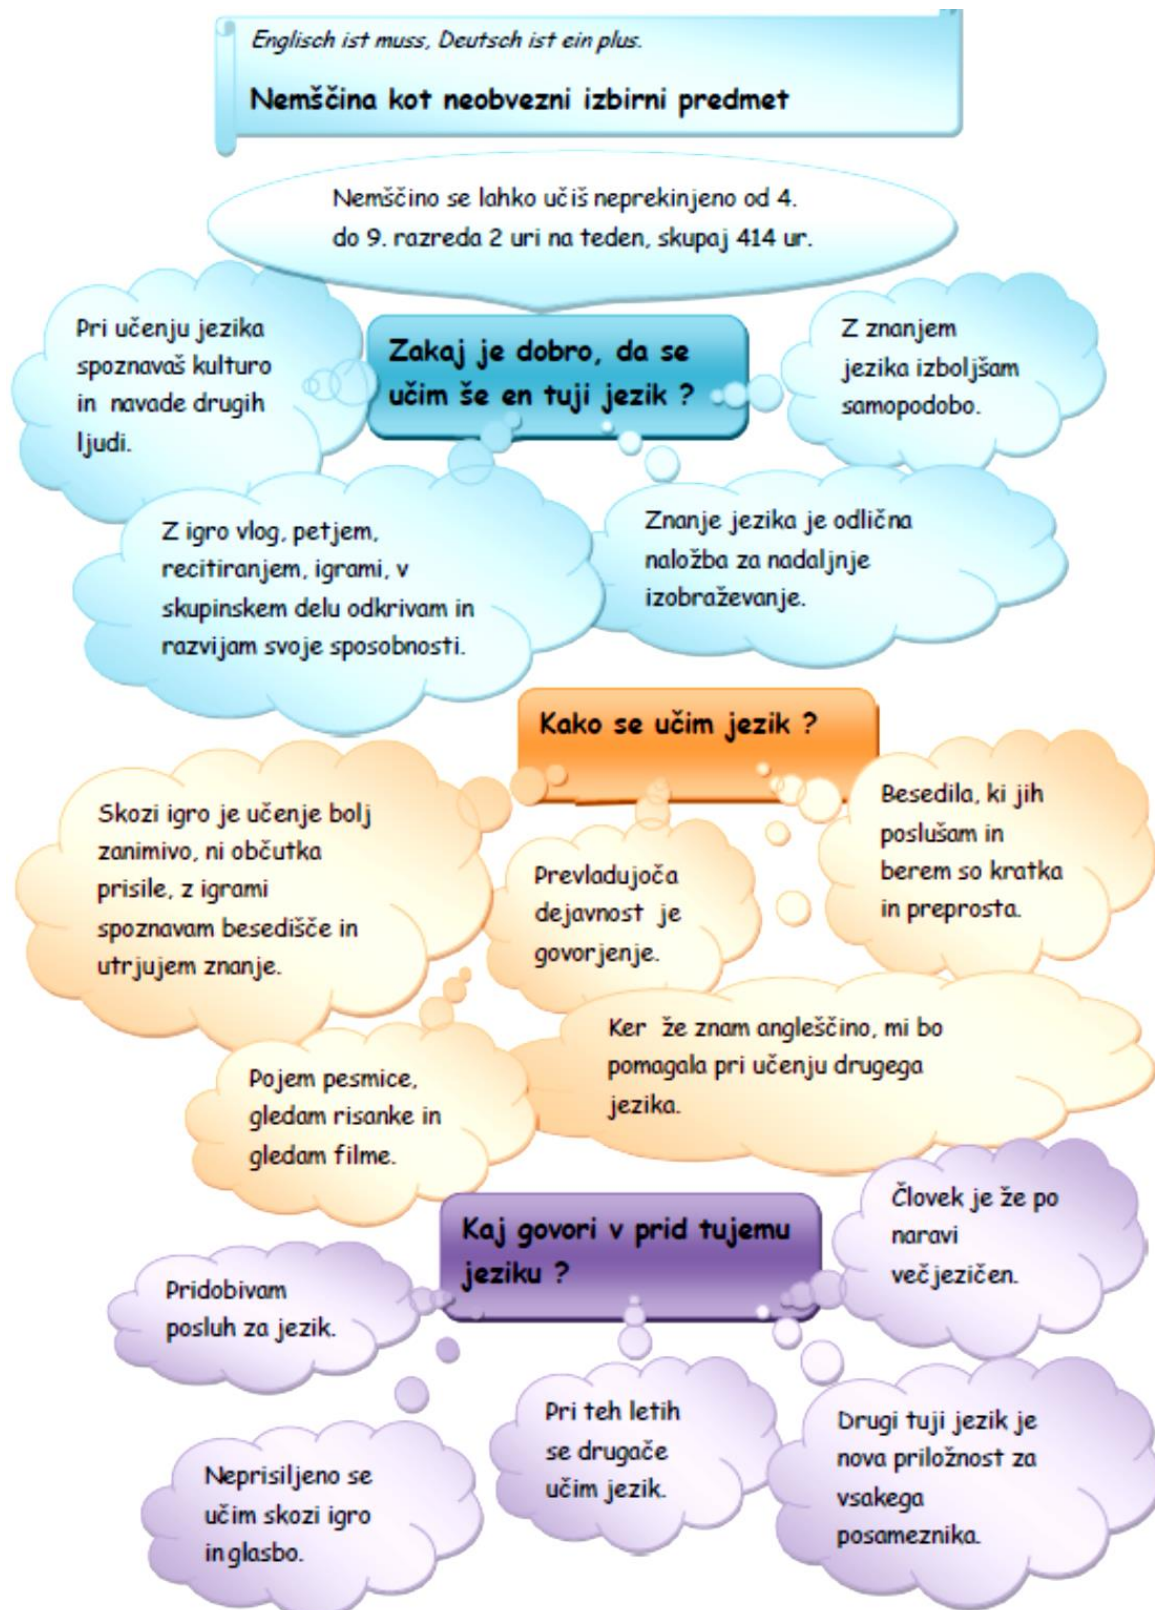 Englisch ist muss, Deutsch ist ein plus.
Nemščina kot neobvezni izbirni predmet
Nemščino se lahko učiš neprekinjeno od 4.
do 9. razreda 2 uri na teden, skupaj 414 ur.
Pri učenju jezika
spoznavaš kulturo
in navade drugih
ljudi.
Zakaj je dobro, da se
učim še en tuji jezik ?
Z znanjem
jezika izboljšam
samopodobo.
Z igro vlog, petjem,
recitiranjem, igrami, v
skupinskem delu odkrivam in
razvijam svoje sposobnosti.
Znanje jezika je odlična
naložba za nadaljnje
izobraževanje.
Kako se učim jezik ?
Skozi igro je učenje bolj
zanimivo, ni občutka
prisile, z igrami
spoznavam besedišče in
utrjujem znanje.
Prevladujoča
dejavnost je
govorjenje.
Besedila, ki jih
poslušam in
berem so kratka
in preprosta.
Pojem pesmice,
gledam risanke in
gledam filme.
Ker že znam angleščino, mi bo
pomagala pri učenju drugega
jezika.
Kaj govori v prid tujemu
jeziku ?
Človek je že po
naravi
večjezičen.
Pridobivam
posluh za jezik.
Neprisiljeno se
učim skozi igro
in glasbo.
Pri teh letih
se drugače
učim jezik.
Drugi tuji jezik je
nova priložnost za
vsakega
posameznika.